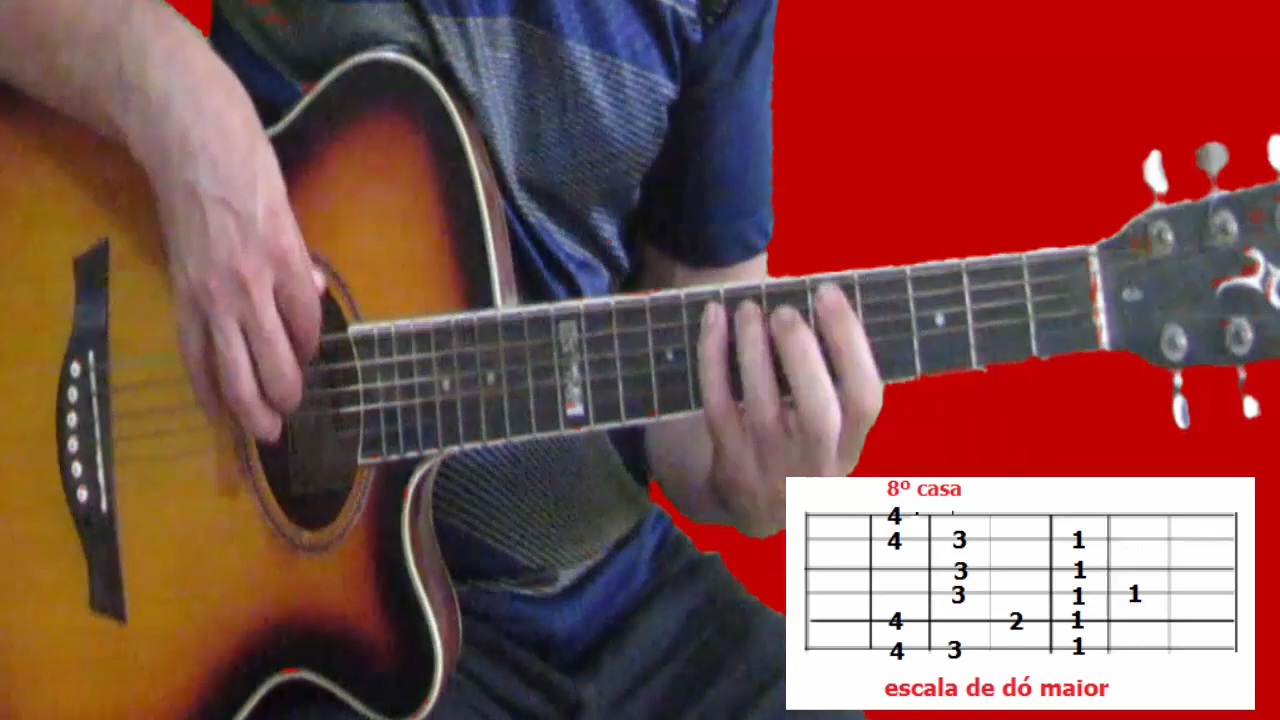 8º casa
4
4 3 1
3 1
3 1 1
4 2 1
4 3 1
escala de dó maior